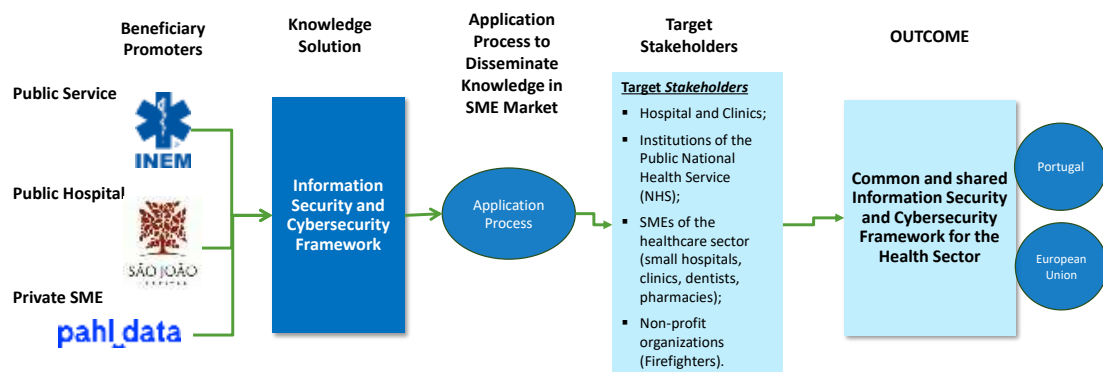 Beneficiary
Promoters
Knowledge
Solution
Application
Process to
Disseminate
Knowledge in
SME Market
Target
Stakeholders
OUTCOME
Public Service
INEM
Public Hospital
SÃO JOÃO
HOSPITAL
Private SME
pahl_data
Information
Security and
Cybersecurity
Framework
Application
Process
Target Stakeholders
▪ Hospital and Clinics;
▪ Institutions of the
Public National
Health Service
(NHS);
▪ SMEs of the
healthcare sector
(small hospitals,
clinics, dentists,
pharmacies);
▪ Non-profit
organizations
(Firefighters).
Common and shared
Information Security
and Cybersecurity
Framework for the
Health Sector
Portugal
European
Union